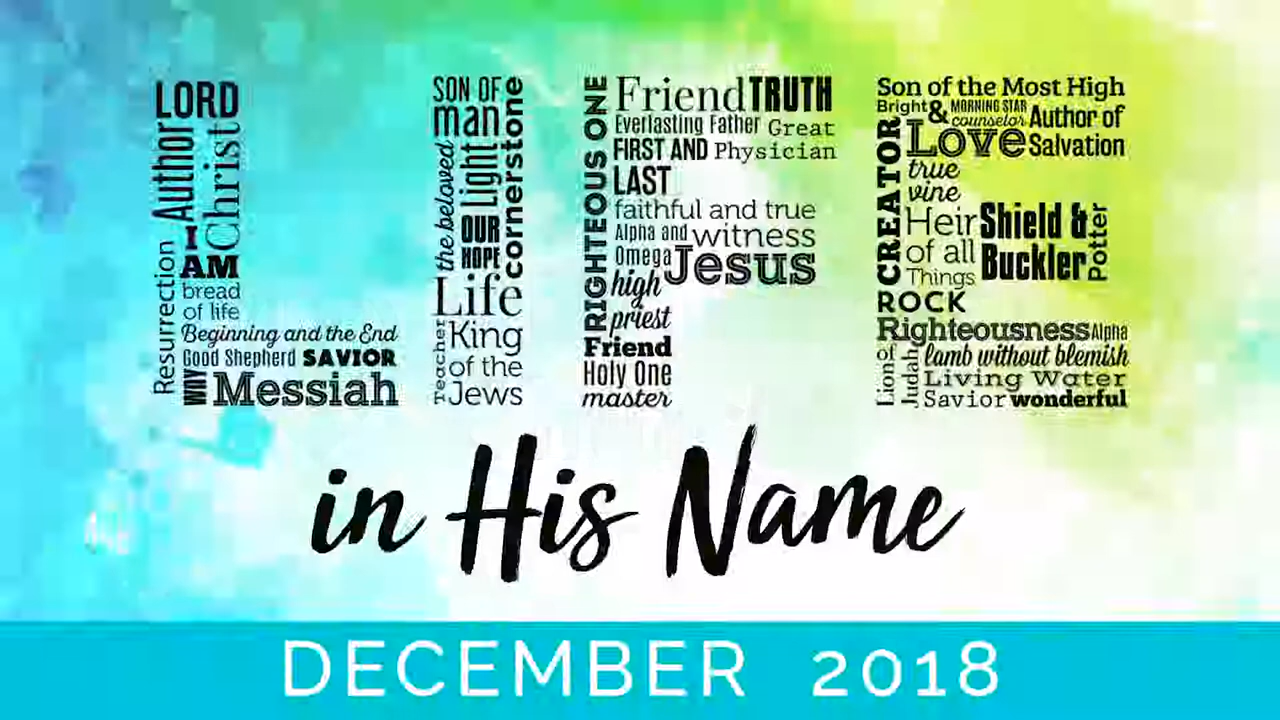 LORD
Author
Christ
I
AM
Resurrection
bread
of life
Beginning and the End
Good Shepherd SAVIOR
WAY
Messiah
SON OF
man
cornerstone
the beloved
Light
OUR
HOPE
Life
Teacher
King
of the
Jews
RIGHTEOUS ONE
Friend TRUTH
Everlasting Father Great
FIRST AND Physician
LAST
faithful and true
Alpha and witness
Omega Jesus
high
priest
Friend
Holy One
master
Son of the Most High
Bright & MORNING STAR
counselor Author of
Love Salvation
CREATOR
true
vine
Heir Shield &
of all Buckler
Things
Potter
ROCK
Righteousness Alpha
Lion of
Judah
lamb without blemish
Living Water
Savior wonderful
in His Name
DECEMBER 2018